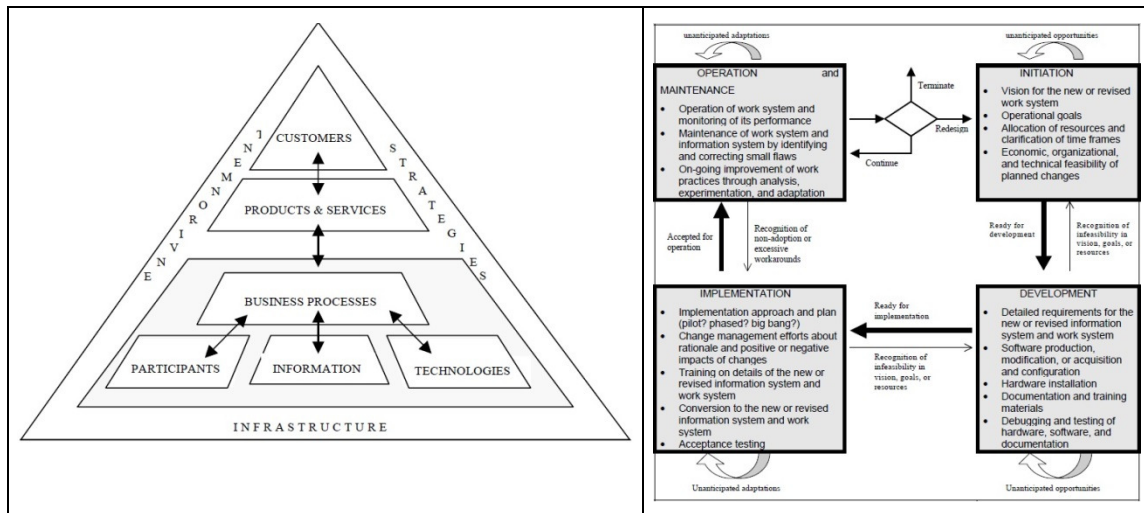 ENVIRONMENT
STRATEGIES
CUSTOMERS
PRODUCTS & SERVICES
BUSINESS PROCESSES
PARTICIPANTS
INFORMATION
TECHNOLOGIES
INFRASTRUCTURE
unanticipated adaptations
unanticipated opportunities
OPERATION and
MAINTENANCE
• Operation of work system and
monitoring of its performance
• Maintenance of work system and
information system by identifying
and correcting small flaws
• On-going improvement of work
practices through analysis,
experimentation, and adaptation
Terminate
Redesign
Continue
INITIATION
• Vision for the new or revised
work system
• Operational goals
• Allocation of resources and
clarification of time frames
• Economic, organizational,
and technical feasibility of
planned changes
Accepted for
operation
Recognition of
non-adoption or
excessive
workarounds
Ready for
development
Recognition of
infeasibility in
vision, goals, or
resources
IMPLEMENTATION
• Implementation approach and plan
(pilot? phased? big bang?)
• Change management efforts about
rationale and positive or negative
impacts of changes
• Training on details of the new or
revised information system and
work system
• Conversion to the new or revised
information system and work
system
• Acceptance testing
Ready for
implementation
Recognition of
infeasibility in
vision, goals, or
resources
DEVELOPMENT
• Detailed requirements for the
new or revised information
system and work system
• Software production,
modification, or acquisition
and configuration
• Hardware installation
• Documentation and training
materials
• Debugging and testing of
hardware, software, and
documentation
Unanticipated adaptations
Unanticipated opportunities